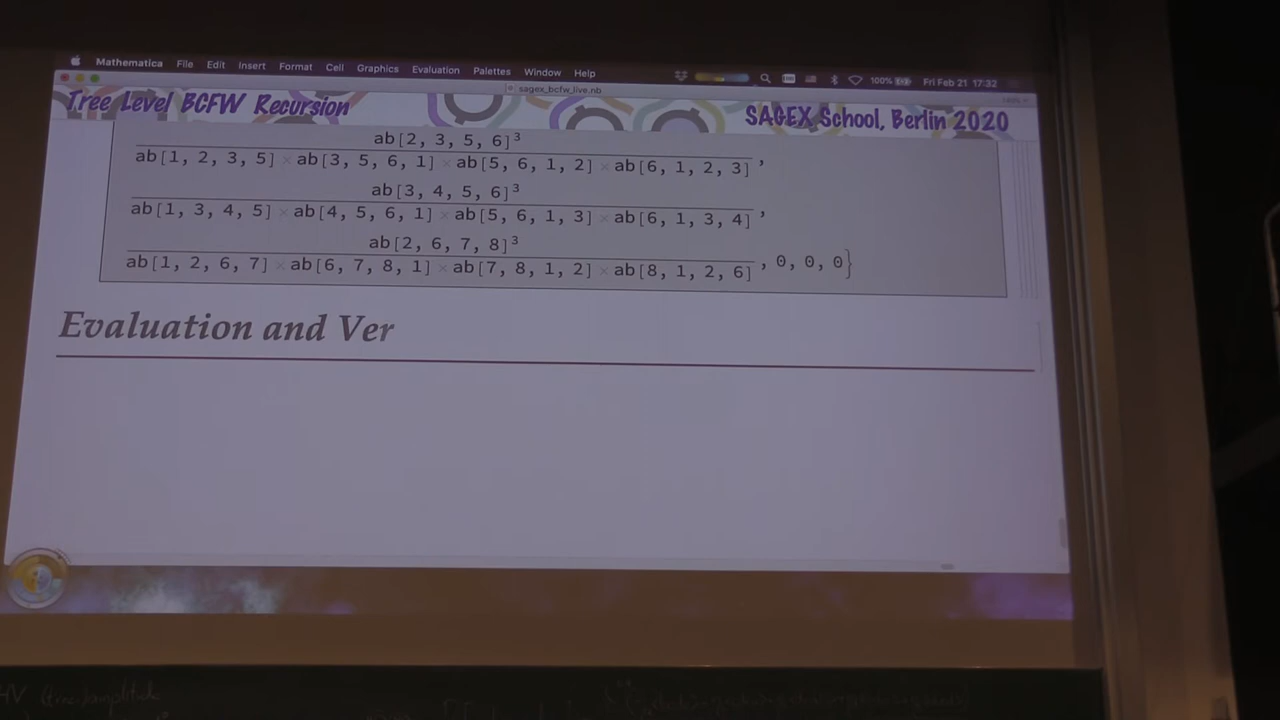 Mathematica File Edit Insert Format Cell Graphics Evaluation Palettes Window Help 100% Fri Feb 21 17:32
sagex_bcfw_live.nb
Tree Level BCFW Recursion
SAGEX School, Berlin 2020
ab[2, 3, 5, 6]³
ab[1, 2, 3, 5] × ab[3, 5, 6, 1] × ab[5, 6, 1, 2] × ab[6, 1, 2, 3] ,
ab[3, 4, 5, 6]³
ab[1, 3, 4, 5] × ab[4, 5, 6, 1] × ab[5, 6, 1, 3] × ab[6, 1, 3, 4] ,
ab[2, 6, 7, 8]³
ab[1, 2, 6, 7] × ab[6, 7, 8, 1] × ab[7, 8, 1, 2] × ab[8, 1, 2, 6] , 0, 0, 0}
Evaluation and Ver